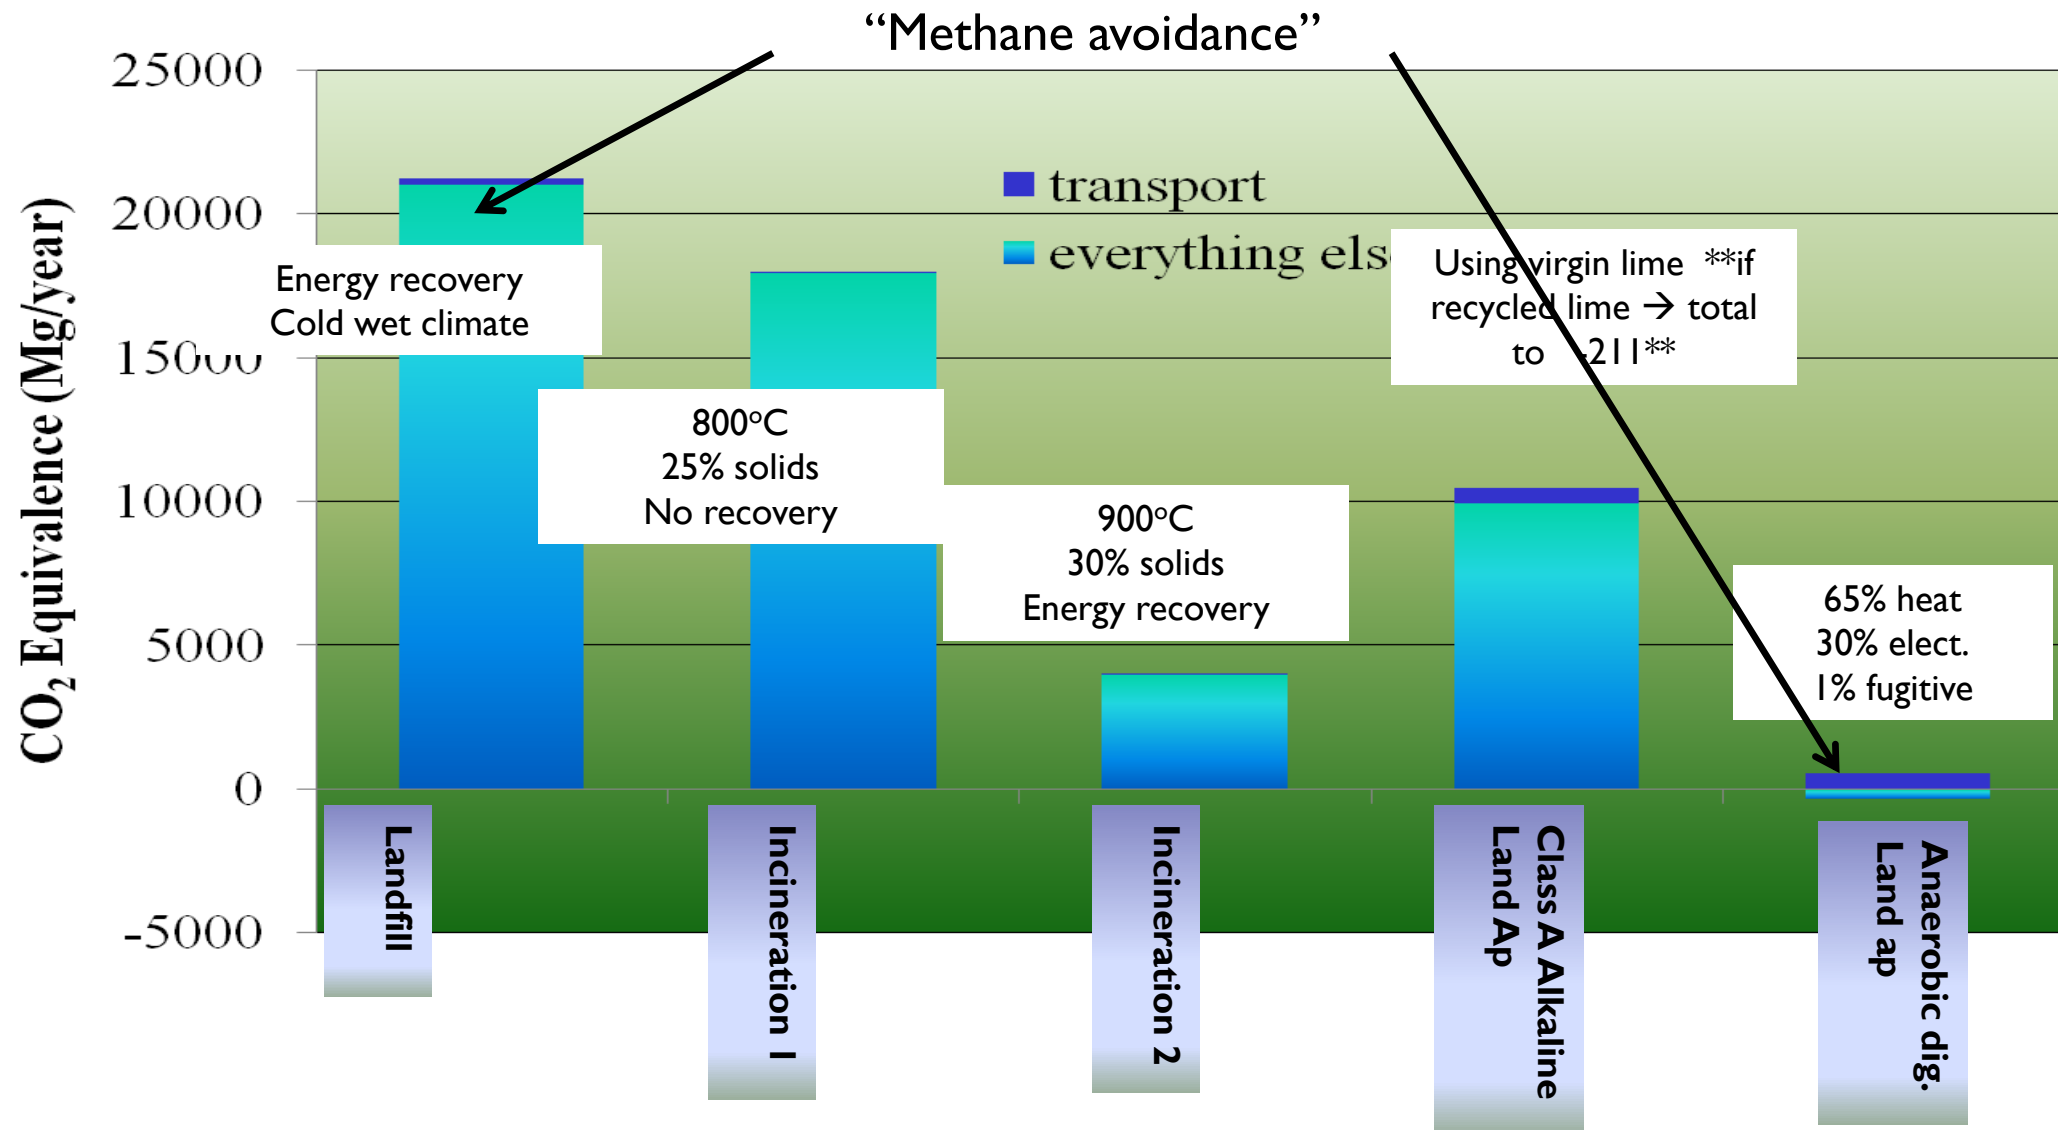 “Methane avoidance”
25000
20000
15000
10000
5000
0
-5000
CO₂ Equivalence (Mg/year)
transport
everything else
Energy recovery
Cold wet climate
800°C
25% solids
No recovery
900°C
30% solids
Energy recovery
Using virgin lime **if
recycled lime → total
to -211**
65% heat
30% elect.
1% fugitive
Landfill
Incineration 1
Incineration 2
Class A Alkaline
Land Ap
Anaerobic dig.
Land ap